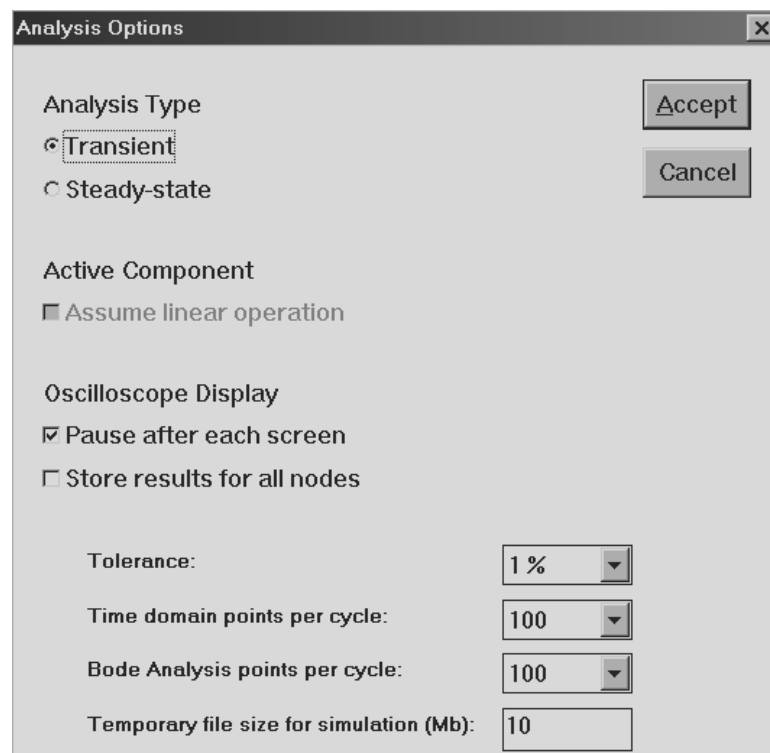 Analysis Options
Analysis Type
Accept
Transient
Cancel
Steady-state
Active Component
Assume linear operation
Oscilloscope Display
Pause after each screen
Store results for all nodes
Tolerance: 1 %
Time domain points per cycle: 100
Bode Analysis points per cycle: 100
Temporary file size for simulation (Mb): 10